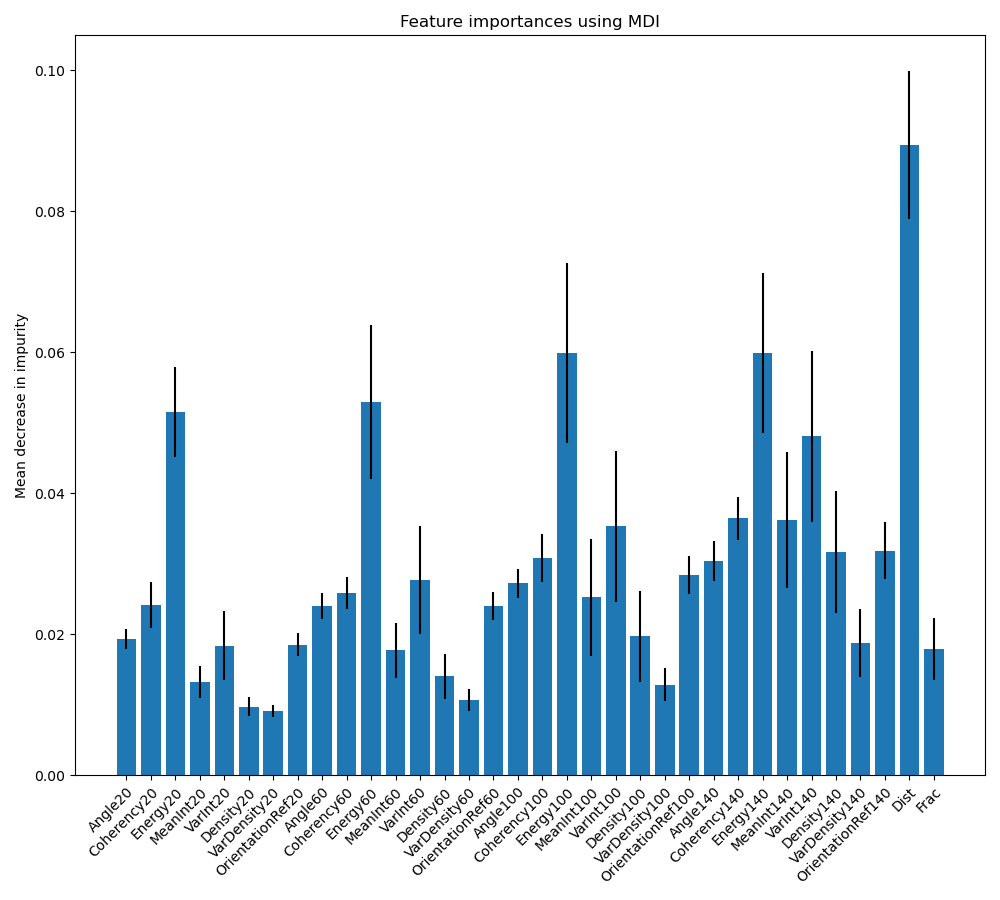 Feature importances using MDI
Mean decrease in impurity
0.10
0.08
0.06
0.04
0.02
0.00
Angle20
Coherency20
Energy20
MeanInt20
VarInt20
Density20
VarDensity20
OrientationRef20
Angle60
Coherency60
Energy60
MeanInt60
VarInt60
Density60
VarDensity60
OrientationRef60
Angle100
Coherency100
Energy100
MeanInt100
VarInt100
Density100
VarDensity100
OrientationRef100
Angle140
Coherency140
Energy140
MeanInt140
VarInt140
Density140
VarDensity140
OrientationRef140
Dist
Frac